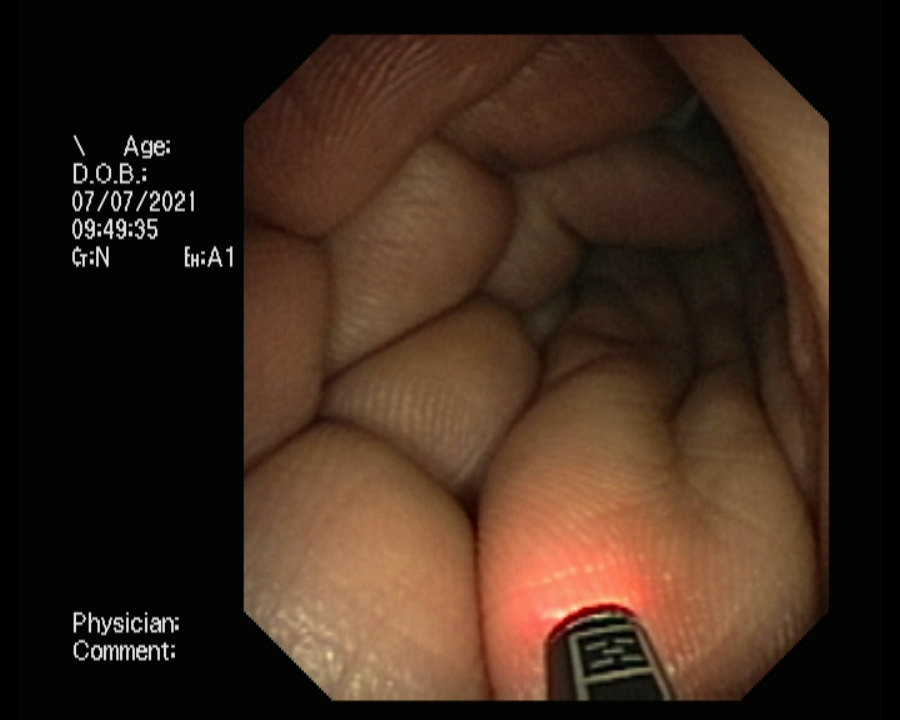 \ Age:
D.O.B.:
07/07/2021
09:49:35
Cr:N EH:A1
Physician:
Comment: